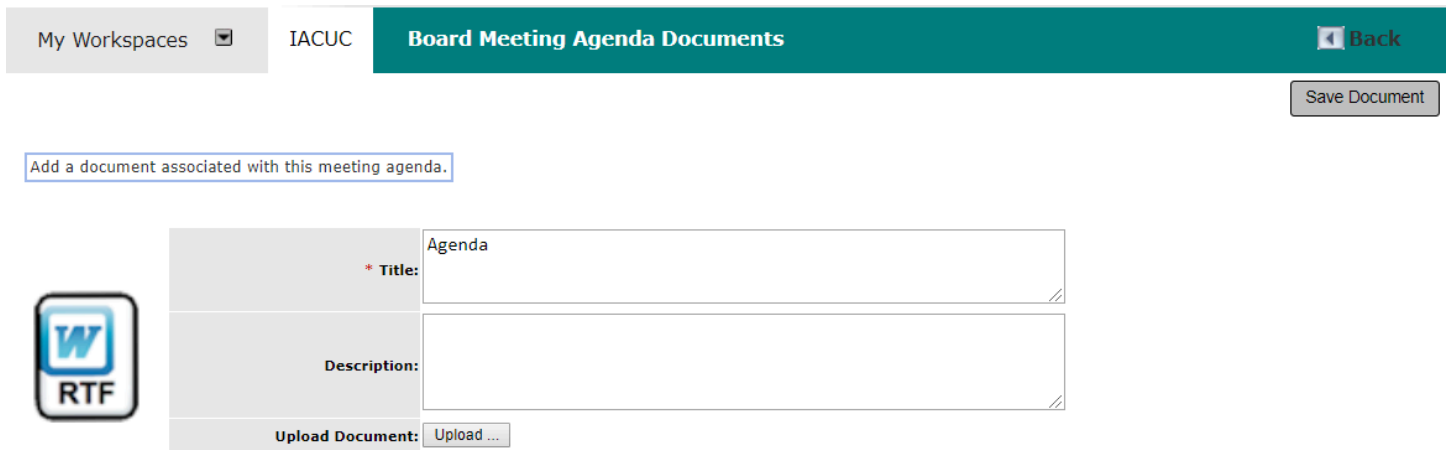 My Workspaces IACUC Board Meeting Agenda Documents Back
Save Document
Add a document associated with this meeting agenda.
* Title: Agenda
W
RTF
Description:
Upload Document: Upload ...